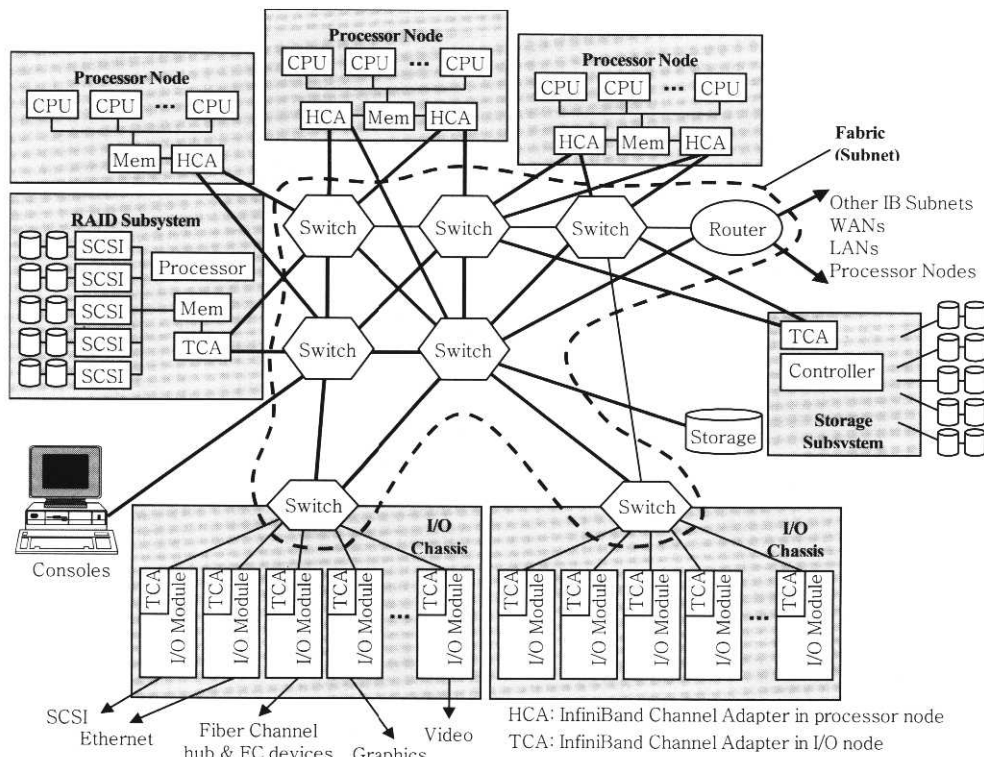 Processor Node
CPU CPU ... CPU
HCA Mem HCA
Processor Node
CPU CPU ... CPU
Mem HCA
Processor Node
CPU CPU ... CPU
HCA Mem HCA
Fabric
(Subnet)
RAID Subsystem
SCSI
SCSI
SCSI
SCSI
SCSI
Processor
Mem
TCA
Switch
Switch
Switch
Router
Other IB Subnets
WANs
LANs
Processor Nodes
Switch
Switch
TCA
Controller
Storage
Subsystem
Storage
Consoles
Switch
I/O
Chassis
TCA I/O Module
TCA I/O Module
TCA I/O Module
TCA I/O Module
...
TCA I/O Module
Switch
I/O
Chassis
TCA I/O Module
TCA I/O Module
TCA I/O Module
TCA I/O Module
...
TCA I/O Module
SCSI
Ethernet
Fiber Channel
hub & FC devices
Graphics
Video
HCA: InfiniBand Channel Adapter in processor node
TCA: InfiniBand Channel Adapter in I/O node